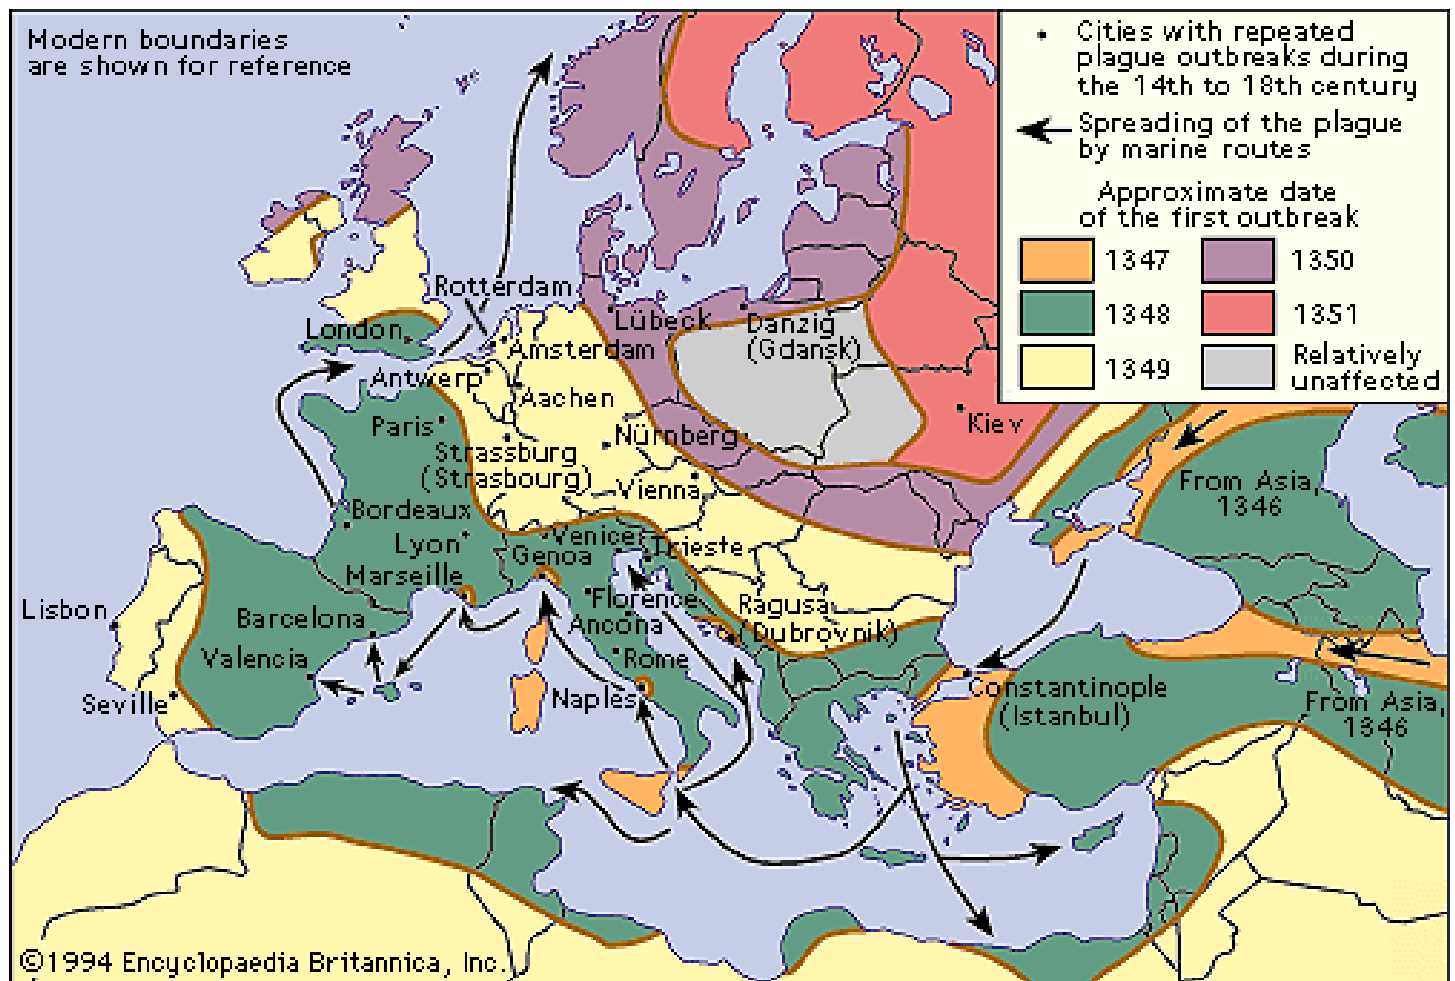 Modern boundaries
are shown for reference
Cities with repeated
plague outbreaks during
the 14th to 18th century
Spreading of the plague
by marine routes
Approximate date
of the first outbreak
1347
1350
1348
1351
1349
Relatively
unaffected
Rotterdam
London
Lübeck
Danzig
(Gdansk)
Amsterdam
Antwerp
Aachen
Paris
Nürnberg
Kiev
Strassburg
(Strasbourg)
Vienna
From Asia,
1346
Bordeaux
Lyon
Venice
Genoa
Trieste
Marseille
Lisbon
Barcelona
Florence
Ancona
Ragusa
(Dubrovnik)
Valencia
Rome
Seville
Naples
Constantinople
(Istanbul)
From Asia,
1346
©1994 Encyclopaedia Britannica, Inc.